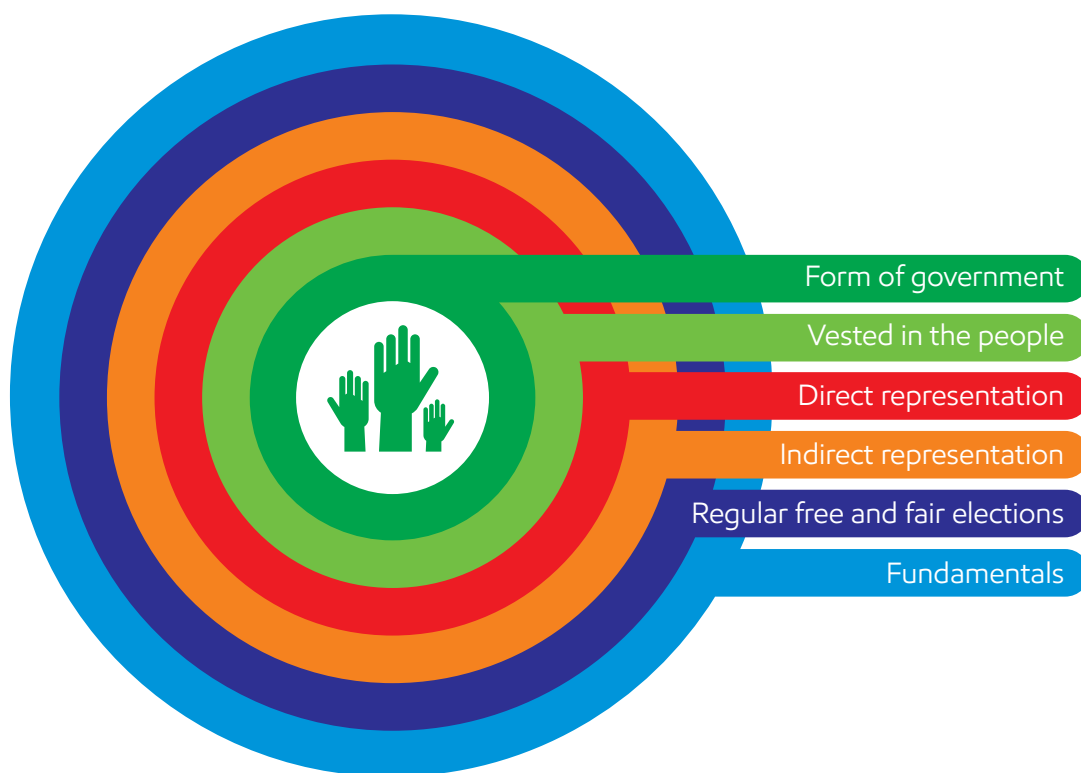 Form of government
Vested in the people
Direct representation
Indirect representation
Regular free and fair elections
Fundamentals